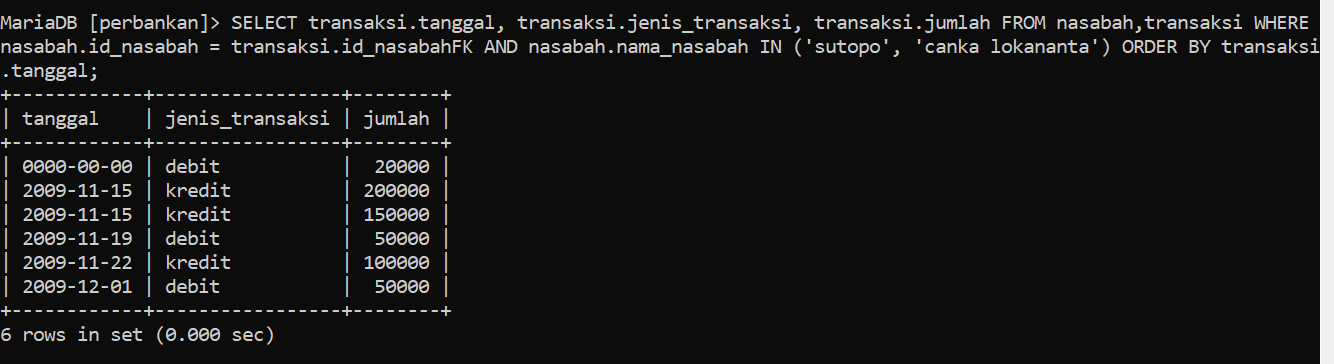 MariaDB [perbankan]> SELECT transaksi.tanggal, transaksi.jenis_transaksi, transaksi.jumlah FROM nasabah,transaksi WHERE
nasabah.id_nasabah = transaksi.id_nasabahFK AND nasabah.nama_nasabah IN ('sutopo', 'canka lokananta') ORDER BY transaksi
.tanggal;
+------------+-----------------+--------+
| tanggal    | jenis_transaksi | jumlah |
+------------+-----------------+--------+
| 0000-00-00 | debit           |  20000 |
| 2009-11-15 | kredit          | 200000 |
| 2009-11-15 | kredit          | 150000 |
| 2009-11-19 | debit           |  50000 |
| 2009-11-22 | kredit          | 100000 |
| 2009-12-01 | debit           |  50000 |
+------------+-----------------+--------+
6 rows in set (0.000 sec)